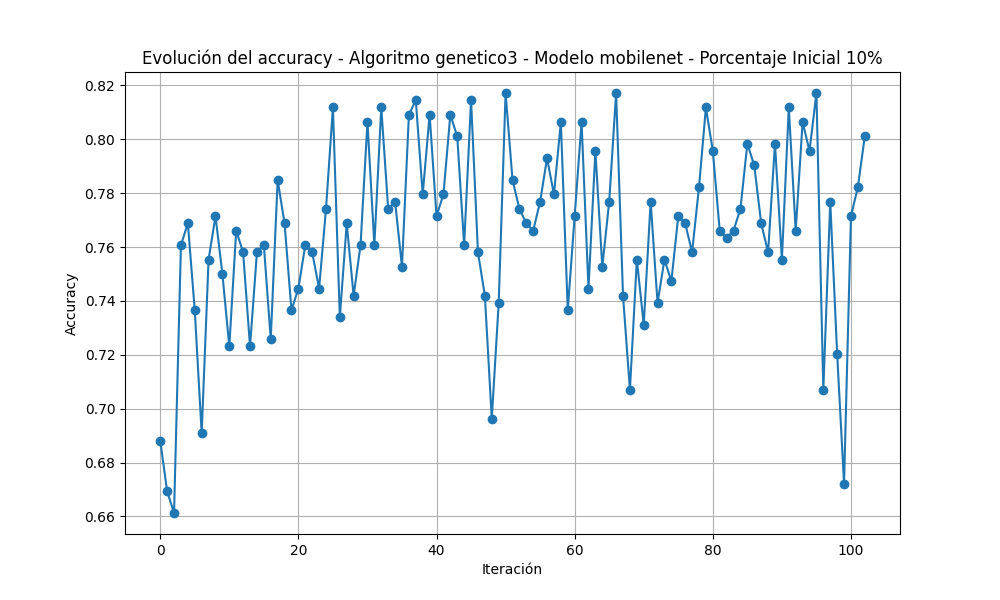 Evolución del accuracy - Algoritmo genetico3 - Modelo mobilenet - Porcentaje Inicial 10%
0.82
0.80
0.78
0.76
0.74
0.72
0.70
0.68
0.66
Accuracy
0 20 40 60 80 100
Iteración